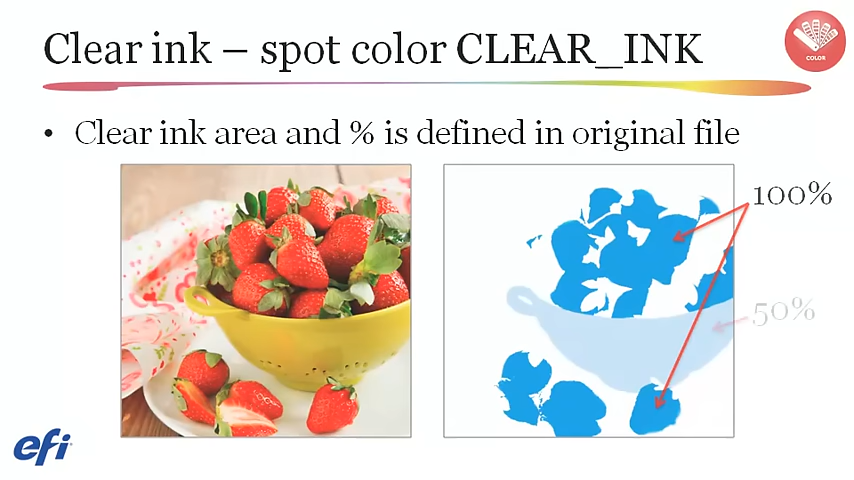 Clear ink – spot color CLEAR_INK
COLOR
• Clear ink area and % is defined in original file
100%
50%
efi